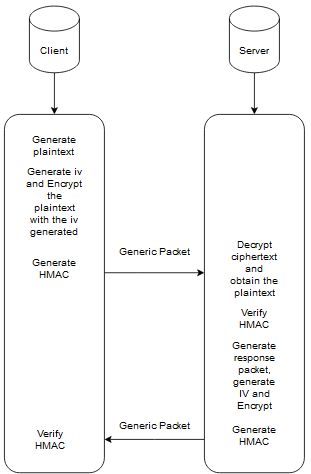 Client
Server
Generate
plaintext
Generate iv
and Encrypt
the
plaintext
with the iv
generated
Generate
HMAC
Generic Packet
Decrypt
ciphertext
and
obtain the
plaintext
Verify
HMAC
Generate
response
packet,
generate
IV and
Encrypt
Generate
HMAC
Generic Packet
Verify
HMAC